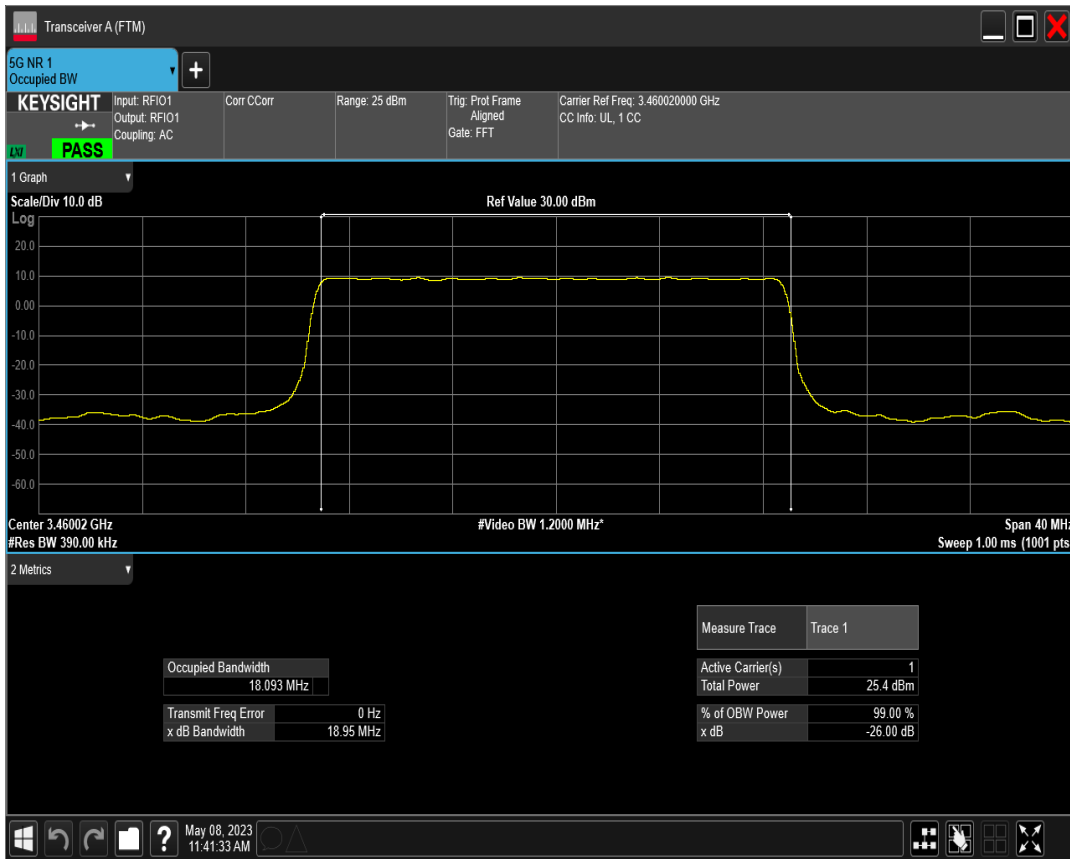 Transceiver A (FTM)
5G NR 1
Occupied BW
+
KEYSIGHT
LXI
PASS
Input: RFIO1
Output: RFIO1
Coupling: AC
Corr CCorr
Range: 25 dBm
Trig: Prot Frame
Aligned
Gate: FFT
Carrier Ref Freq: 3.460020000 GHz
CC Info: UL, 1 CC
1 Graph
Scale/Div 10.0 dB
Ref Value 30.00 dBm
Log
20.0
10.0
0.00
-10.0
-20.0
-30.0
-40.0
-50.0
-60.0
Center 3.46002 GHz
#Video BW 1.2000 MHz*
Span 40 MHz
#Res BW 390.00 kHz
Sweep 1.00 ms (1001 pts
2 Metrics
Measure Trace Trace 1
Occupied Bandwidth
18.093 MHz
Active Carrier(s) 1
Total Power 25.4 dBm
Transmit Freq Error 0 Hz
x dB Bandwidth 18.95 MHz
% of OBW Power 99.00 %
x dB -26.00 dB
?
May 08, 2023
11:41:33 AM